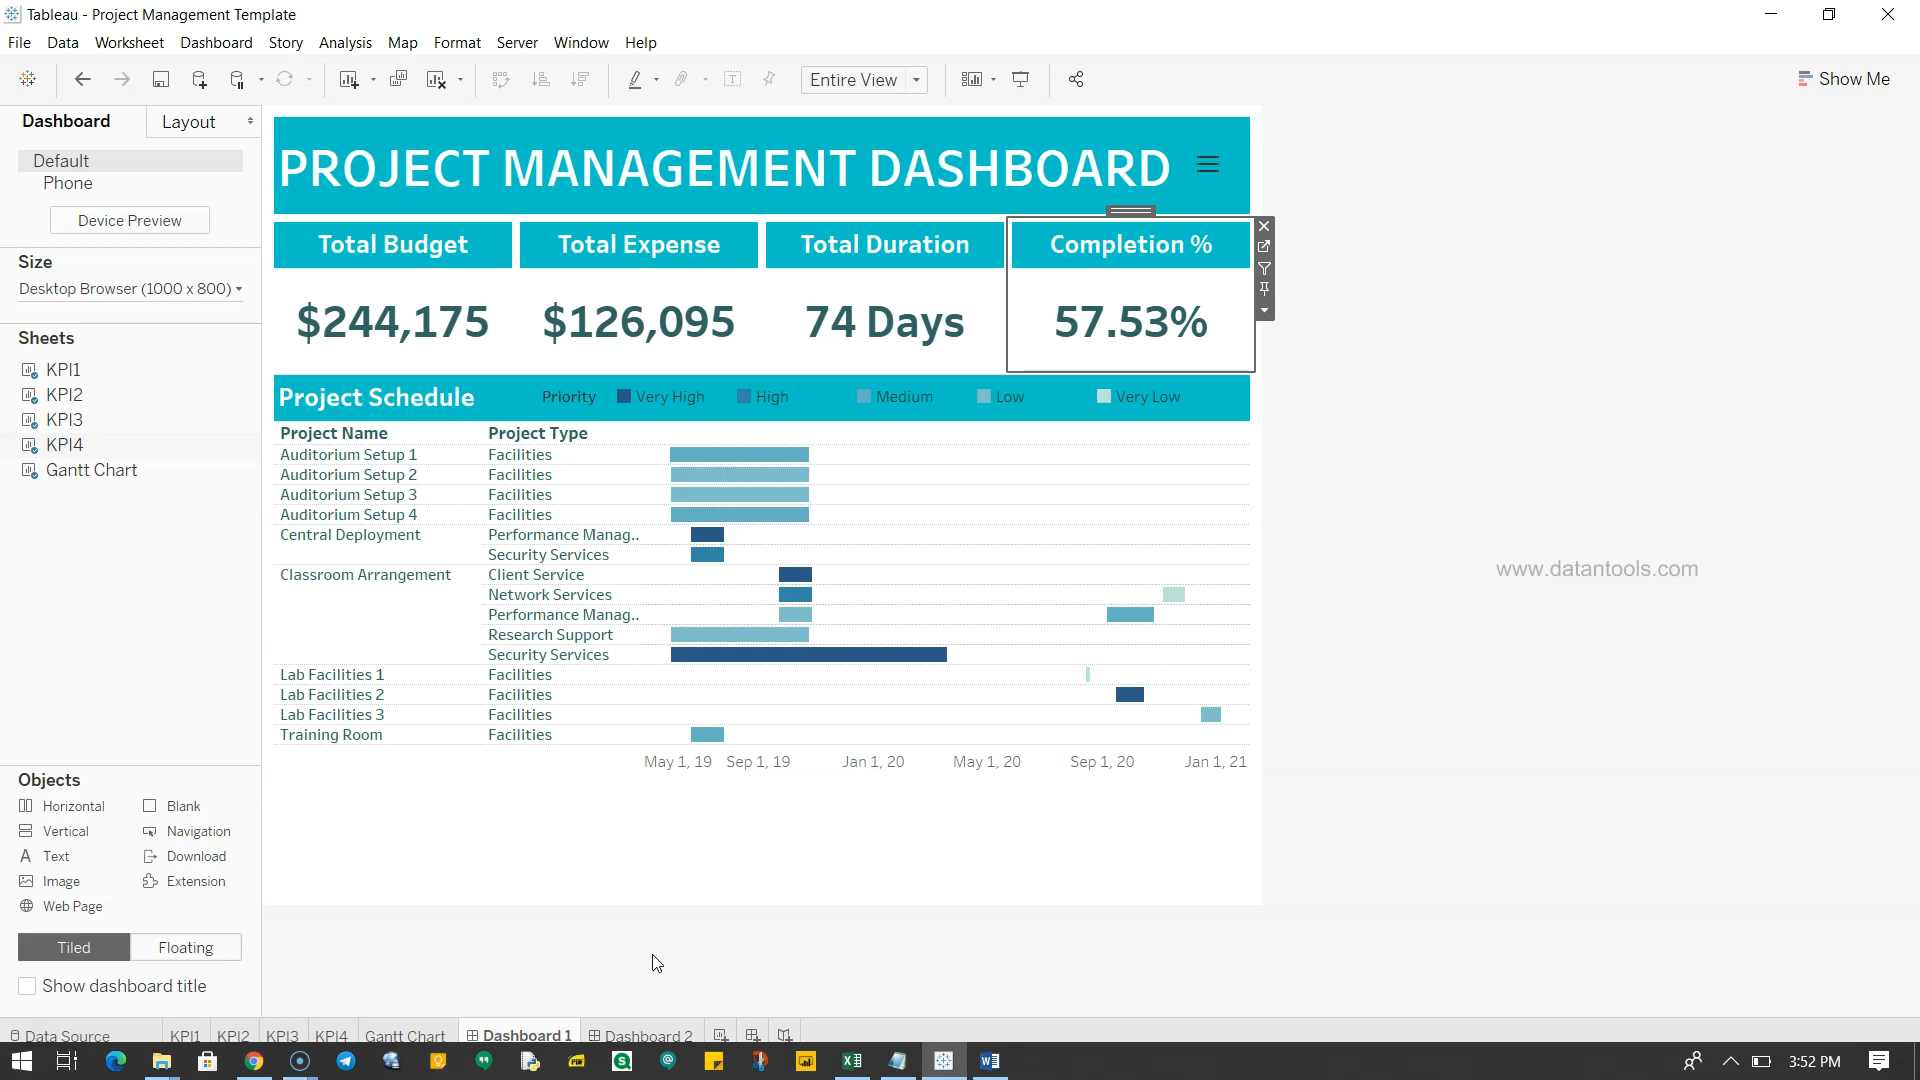 Tableau - Project Management Template
File Data Worksheet Dashboard Story Analysis Map Format Server Window Help
Entire View
Show Me
Dashboard Layout
Default
Phone
Device Preview
Size
Desktop Browser (1000 x 800)
Sheets
KPI1
KPI2
KPI3
KPI4
Gantt Chart
Objects
Horizontal Blank
Vertical Navigation
Text Download
Image Extension
Web Page
Tiled Floating
Show dashboard title
PROJECT MANAGEMENT DASHBOARD
Total Budget Total Expense Total Duration Completion %
$244,175 $126,095 74 Days 57.53%
Project Schedule Priority Very High High Medium Low Very Low
Project Name Project Type
Auditorium Setup 1 Facilities
Auditorium Setup 2 Facilities
Auditorium Setup 3 Facilities
Auditorium Setup 4 Facilities
Central Deployment Performance Manag..
Security Services
Classroom Arrangement Client Service
Network Services
Performance Manag..
Research Support
Security Services
Lab Facilities 1 Facilities
Lab Facilities 2 Facilities
Lab Facilities 3 Facilities
Training Room Facilities
May 1, 19 Sep 1, 19 Jan 1, 20 May 1, 20 Sep 1, 20 Jan 1, 21
www.datantools.com
Data Source KPI1 KPI2 KPI3 KPI4 Gantt Chart Dashboard 1 Dashboard 2
3:52 PM